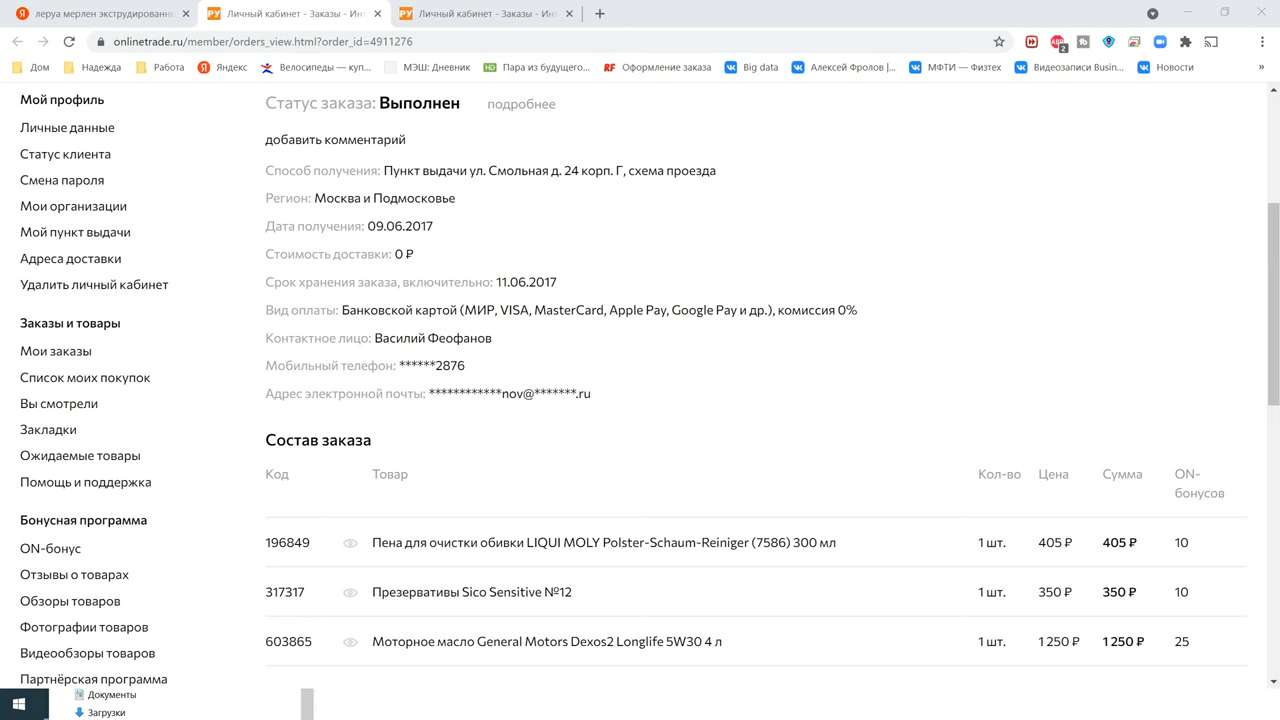 леруа мерлен экструдированны
Личный кабинет - Заказы - Инт
Личный кабинет - Заказы - Инт
onlinetrade.ru/member/orders_view.html?order_id=4911276
Дом Надежда Работа Яндекс Велосипеды — куп... МЭШ: Дневник Пара из будущего... Оформление заказа Big data Алексей Фролов |... МФТИ — Физтех Видеозаписи Busin... Новости »
Мой профиль
Личные данные
Статус клиента
Смена пароля
Мои организации
Мой пункт выдачи
Адреса доставки
Удалить личный кабинет
Заказы и товары
Мои заказы
Список моих покупок
Вы смотрели
Закладки
Ожидаемые товары
Помощь и поддержка
Бонусная программа
ON-бонус
Отзывы о товарах
Обзоры товаров
Фотографии товаров
Видеообзоры товаров
Партнёрская программа
Статус заказа: Выполнен подробнее
добавить комментарий
Способ получения: Пункт выдачи ул. Смольная д. 24 корп. Г, схема проезда
Регион: Москва и Подмосковье
Дата получения: 09.06.2017
Стоимость доставки: 0 ₽
Срок хранения заказа, включительно: 11.06.2017
Вид оплаты: Банковской картой (МИР, VISA, MasterCard, Apple Pay, Google Pay и др.), комиссия 0%
Контактное лицо: Василий Феофанов
Мобильный телефон: ******2876
Адрес электронной почты: ************nov@*******.ru
Состав заказа
Код Товар Кол-во Цена Сумма ON-
бонусов
196849 Пена для очистки обивки LIQUI MOLY Polster-Schaum-Reiniger (7586) 300 мл 1 шт. 405 ₽ 405 ₽ 10
317317 Презервативы Sico Sensitive №12 1 шт. 350 ₽ 350 ₽ 10
603865 Моторное масло General Motors Dexos2 Longlife 5W30 4 л 1 шт. 1 250 ₽ 1 250 ₽ 25
Документы
Загрузки